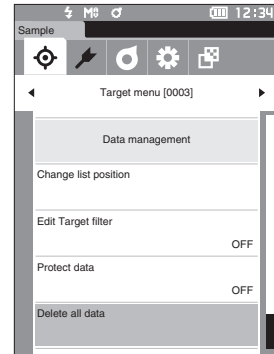 12:34
Sample
Target menu [0003]
Data management
Change list position
Edit Target filter
OFF
Protect data
OFF
Delete all data